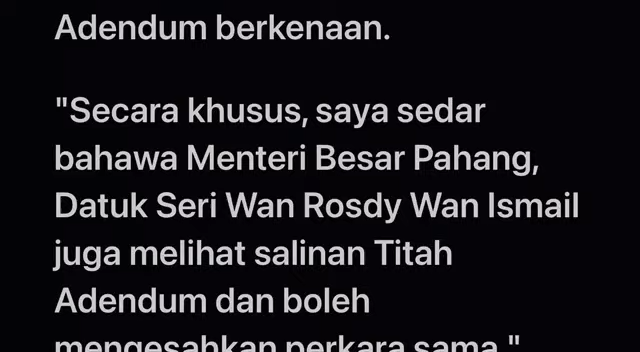 Adendum berkenaan.
"Secara khusus, saya sedar
bahawa Menteri Besar Pahang,
Datuk Seri Wan Rosdy Wan Ismail
juga melihat salinan Titah
Adendum dan boleh
mengesahkan perkara sama."